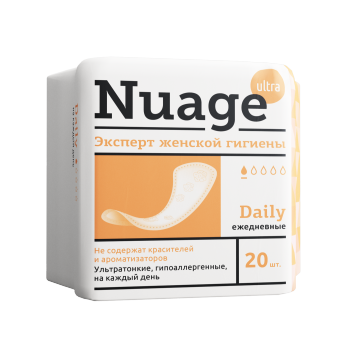 Nuage
ultra
Эксперт женской гигиены
Daily
ежедневные
Не содержат красителей
и ароматизаторов
Ультратонкие, гипоаллергенные,
на каждый день
20 шт.